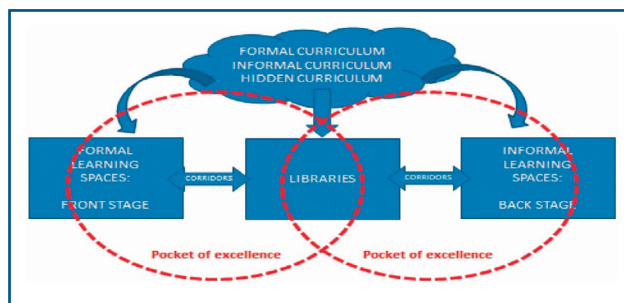 FORMAL CURRICULUM
INFORMAL CURRICULUM
HIDDEN CURRICULUM
FORMAL
LEARNING
SPACES:
FRONT STAGE
CORRIDORS
LIBRARIES
CORRIDORS
INFORMAL
LEARNING
SPACES:
BACK STAGE
Pocket of excellence
Pocket of excellence